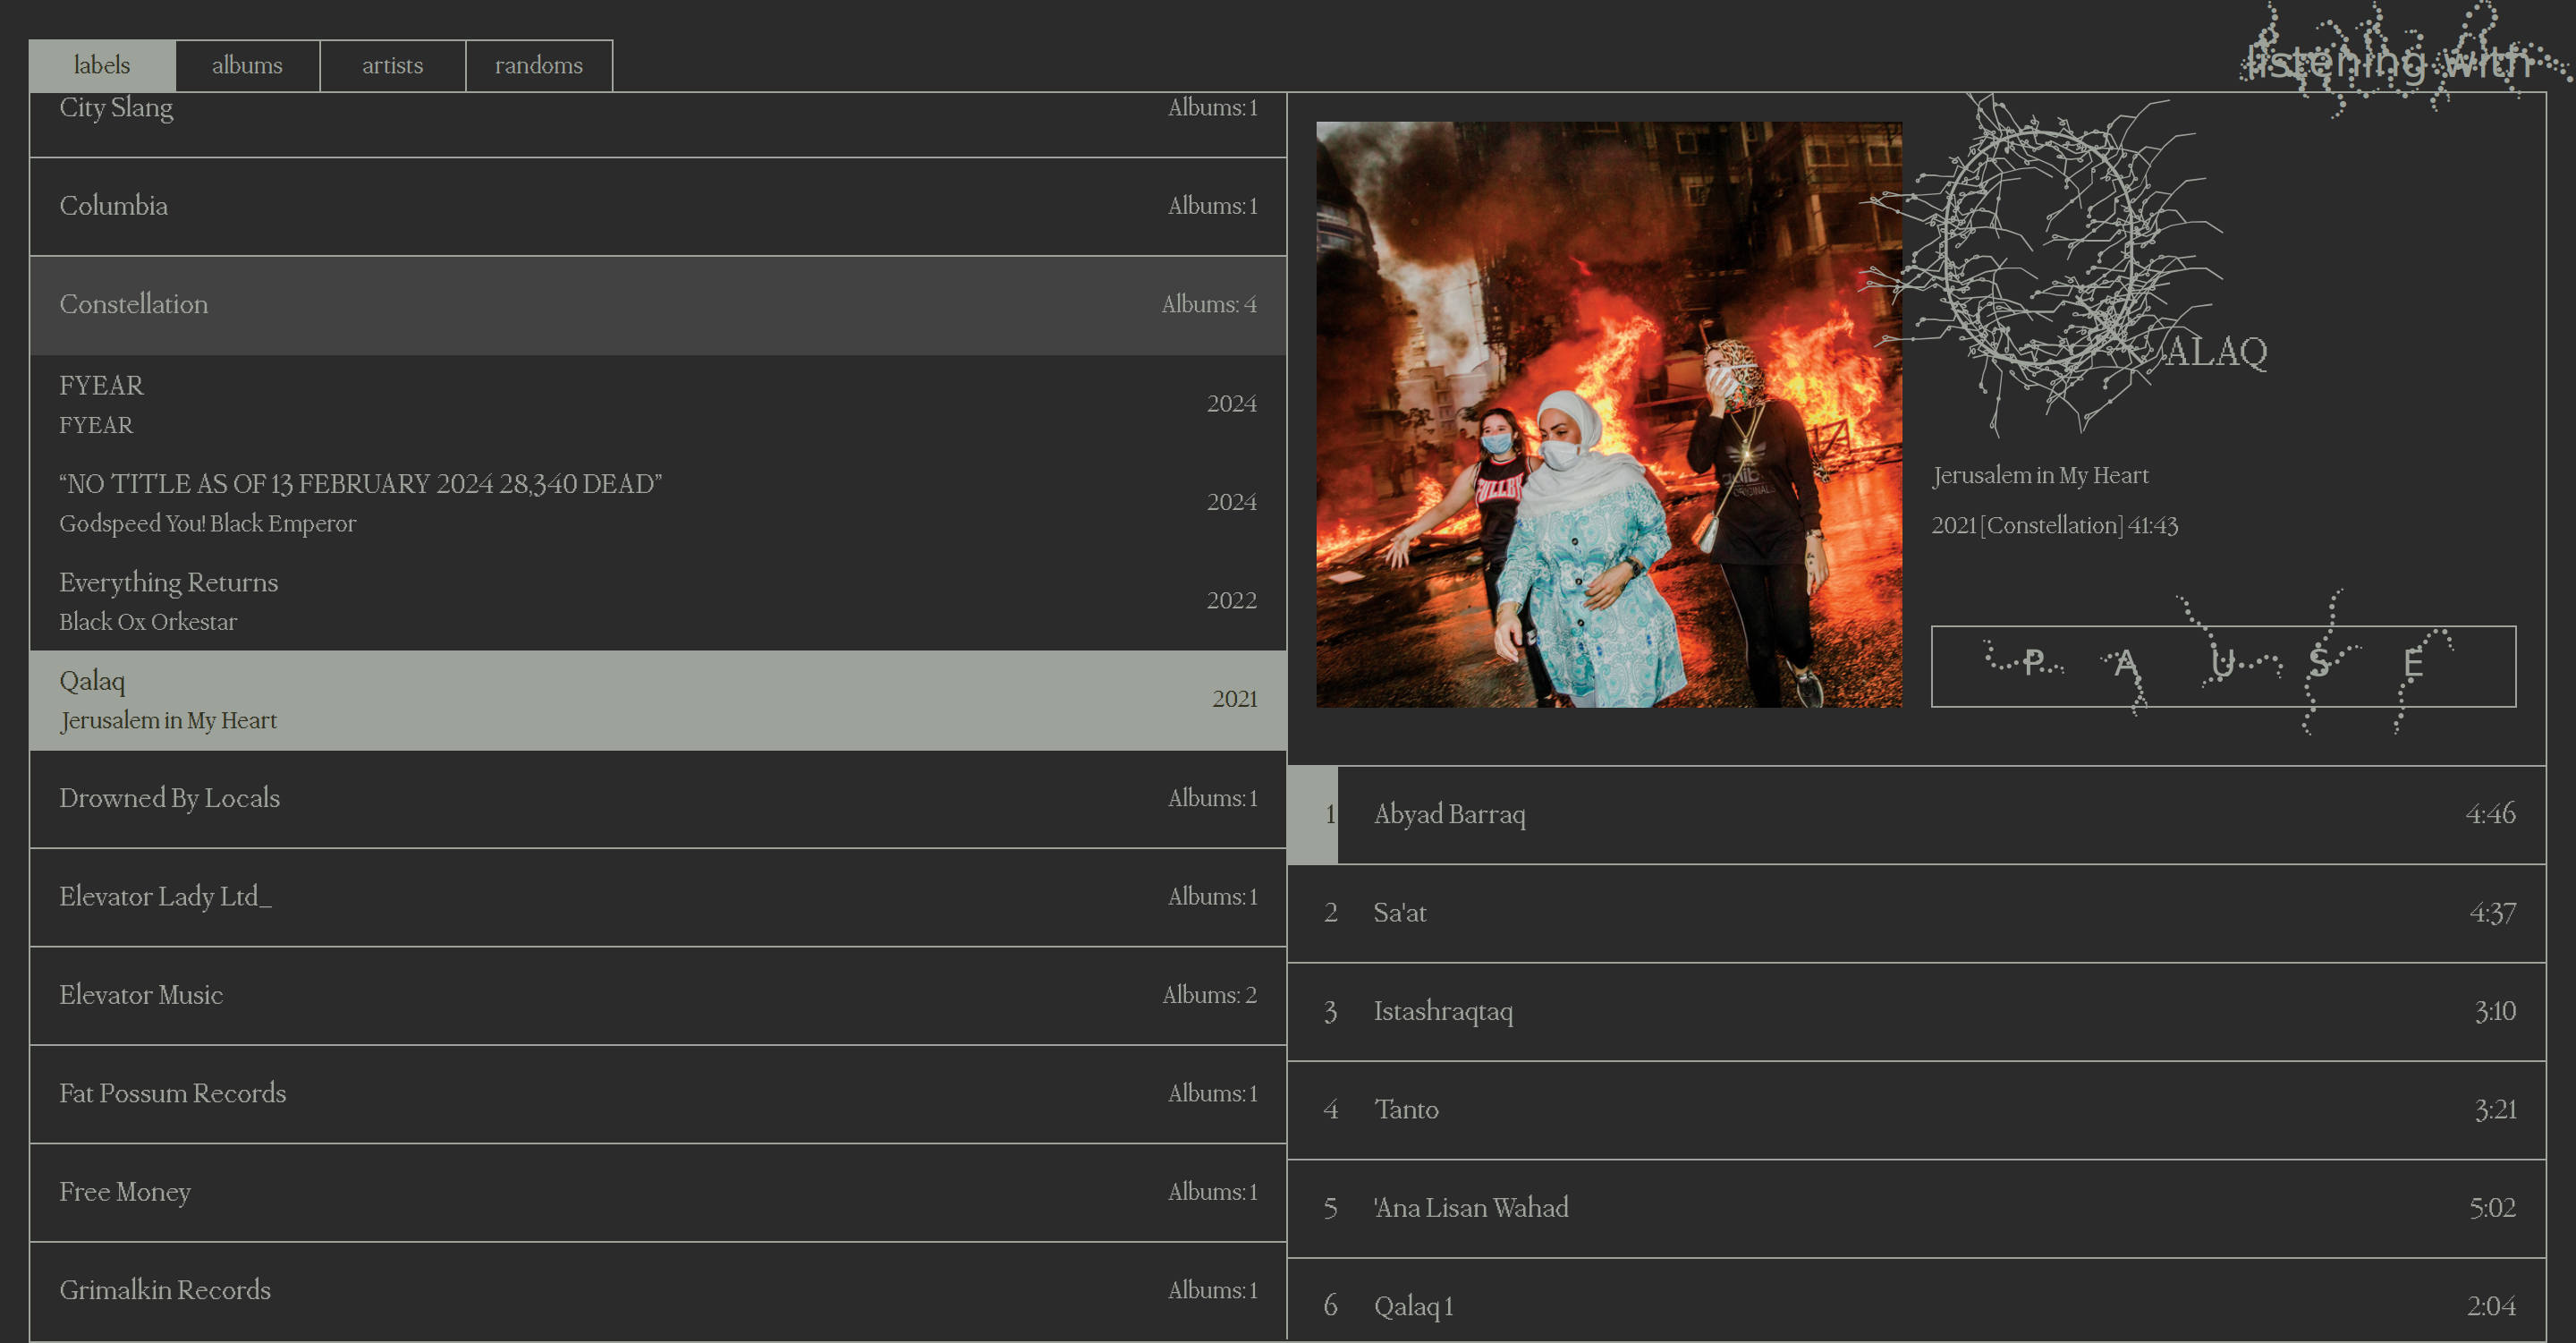 listening with
labels
albums
artists
randoms
City Slang
Albums: 1
Columbia
Albums: 1
Constellation
Albums: 4
FYEAR
FYEAR
2024
“NO TITLE AS OF 13 FEBRUARY 2024 28,340 DEAD”
Godspeed You! Black Emperor
2024
Everything Returns
Black Ox Orkestar
2022
Qalaq
Jerusalem in My Heart
2021
Drowned By Locals
Albums: 1
Elevator Lady Ltd_
Albums: 1
Elevator Music
Albums: 2
Fat Possum Records
Albums: 1
Free Money
Albums: 1
Grimalkin Records
Albums: 1
QALAQ
Jerusalem in My Heart
2021 [Constellation] 41:43
PAUSE
1 Abyad Barraq 4:46
2 Sa'at 4:37
3 Istashraqtaq 3:10
4 Tanto 3:21
5 'Ana Lisan Wahad 5:02
6 Qalaq 1 2:04